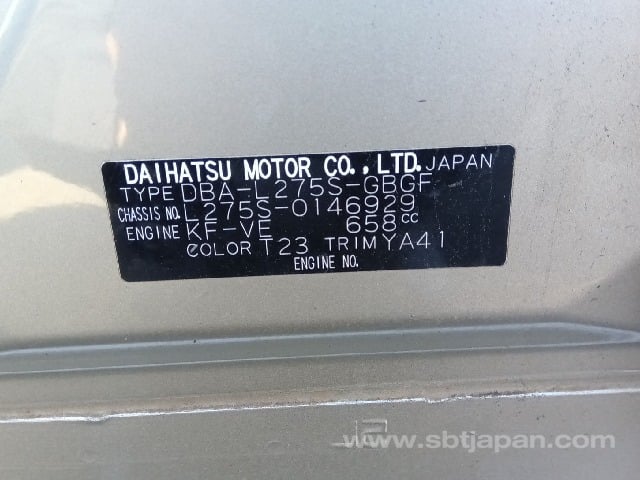 DAIHATSU MOTOR CO., LTD. JAPAN
TYPE DBA-L275S-GBGF
CHASSIS NO. L275S-0146929
ENGINE KF-VE 658cc
COLOR T23 TRIM YA41
ENGINE NO.
www.sbtjapan.com